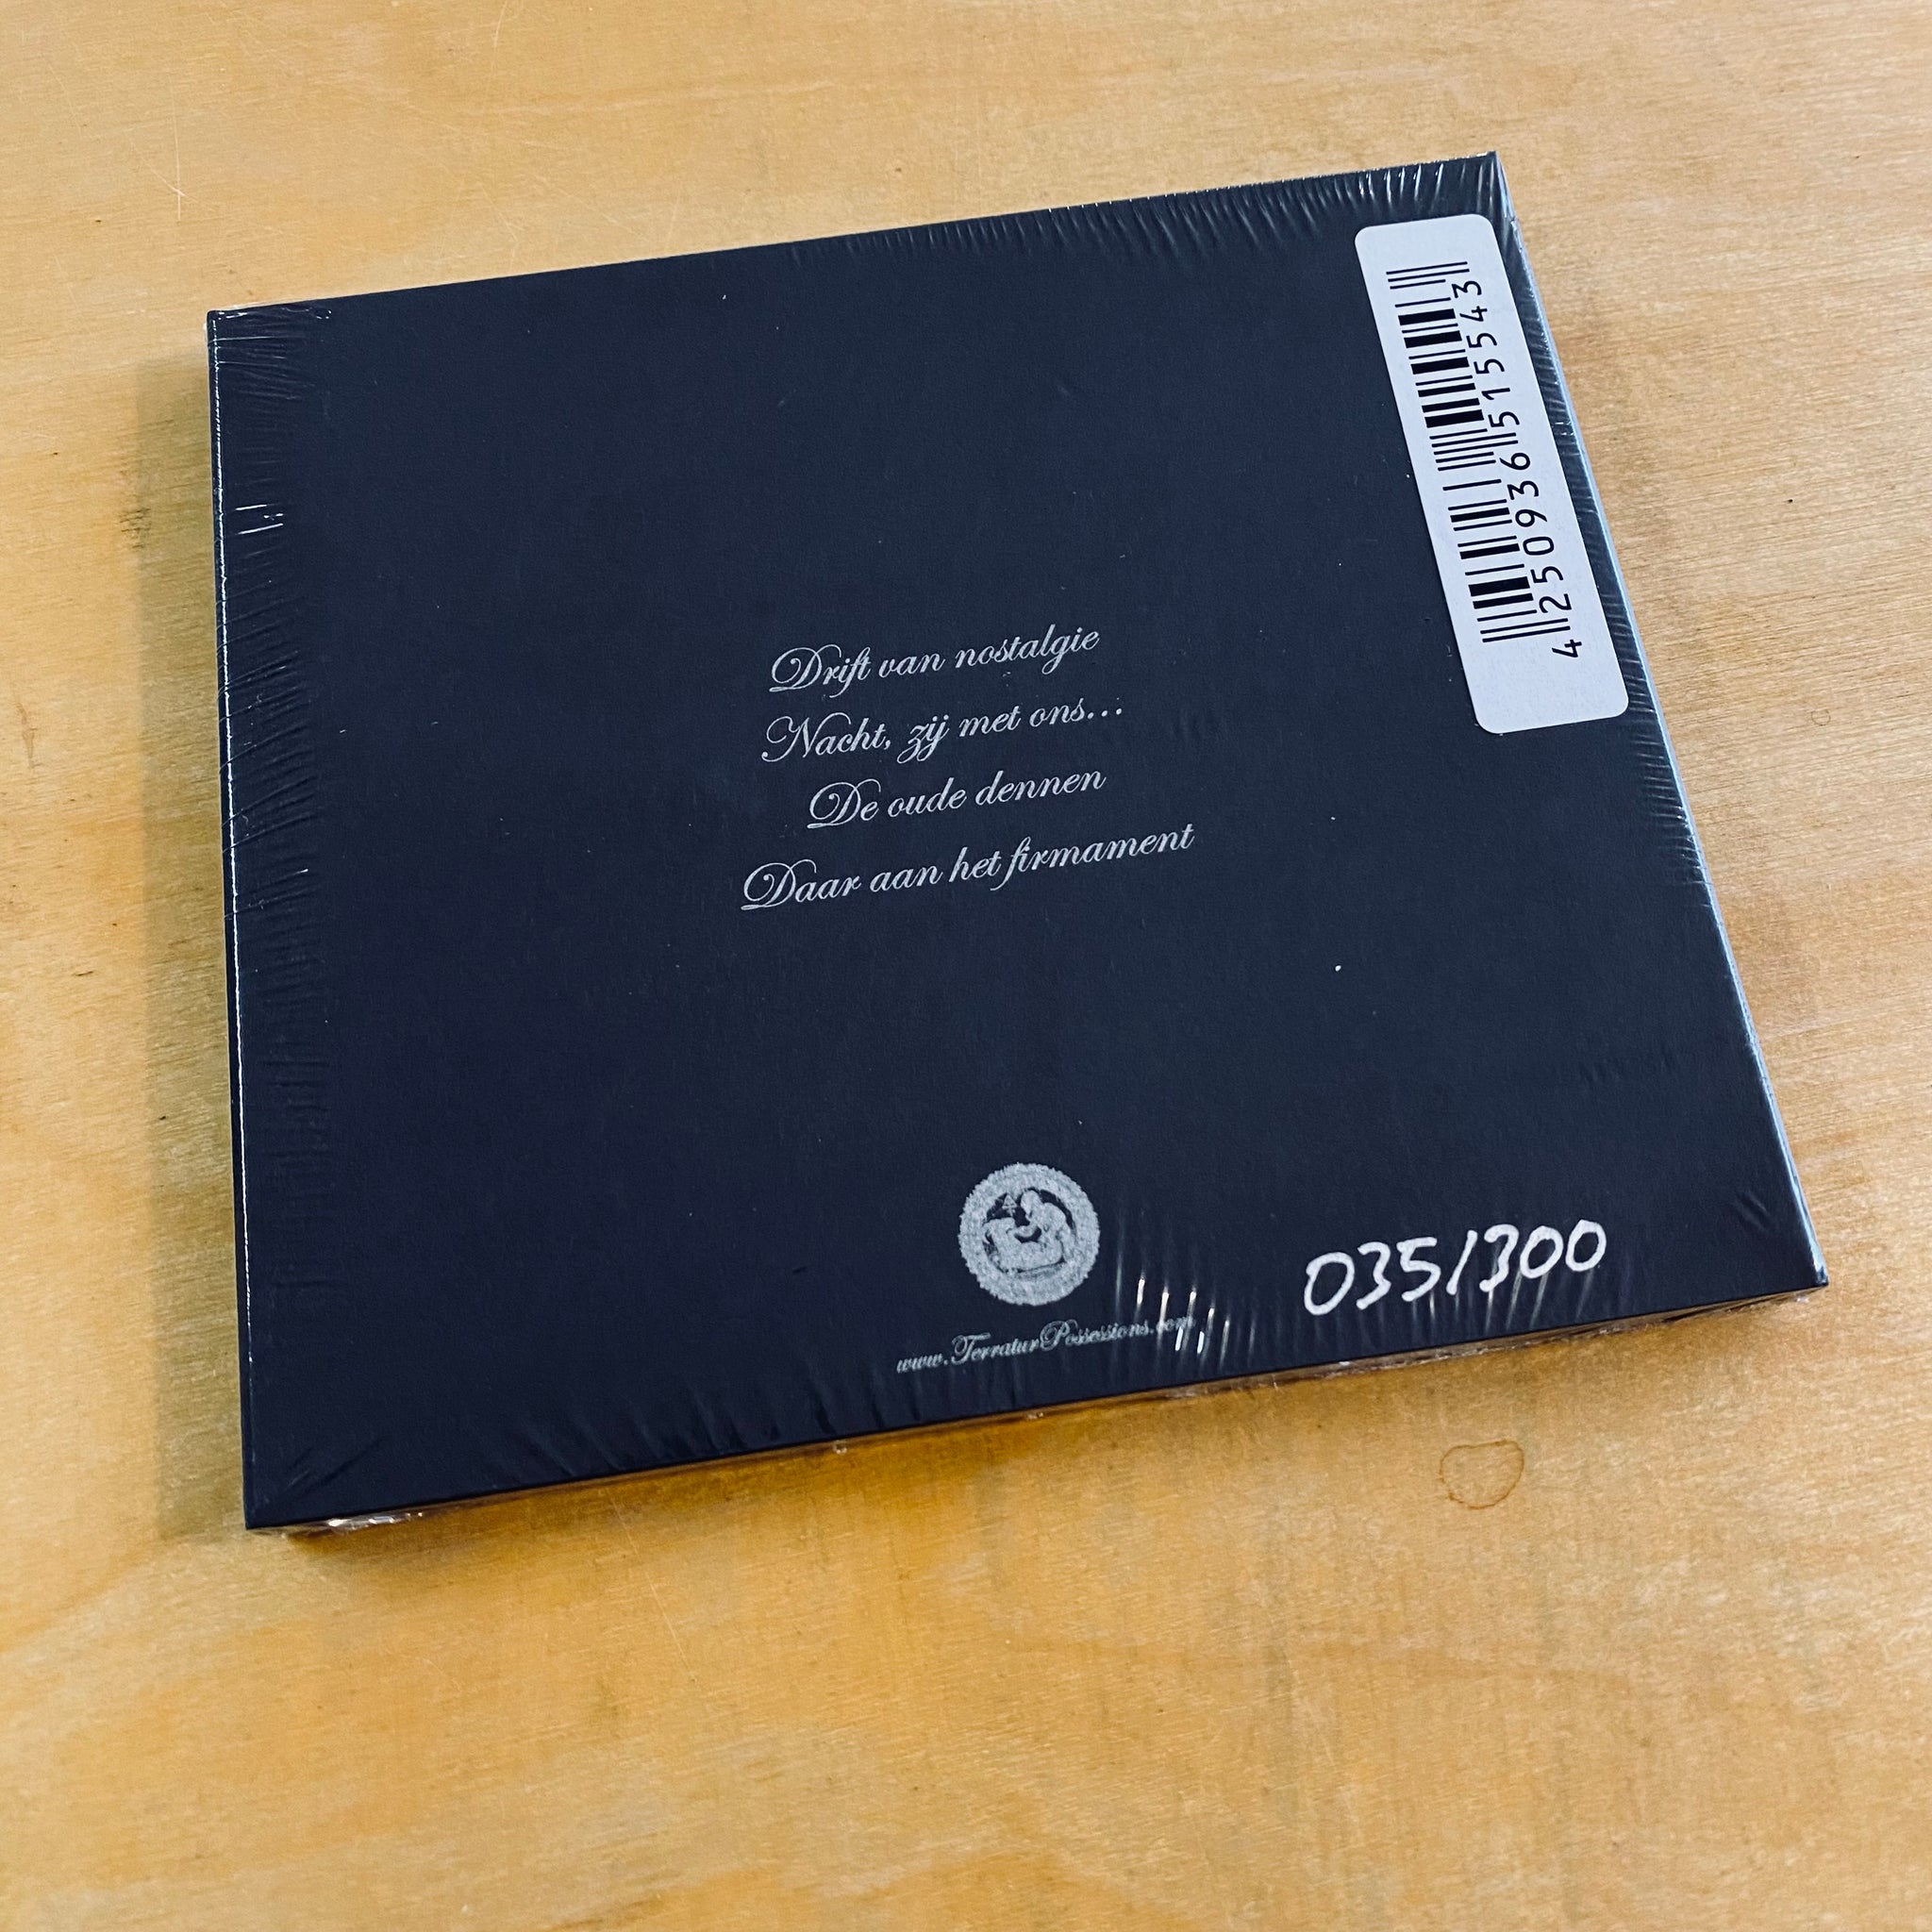 Drift van nostalgie
Nacht, zij met ons...
De oude dennen
Daar aan het firmament
www.TerraturPossessions.com
035/300
4 250936 515543